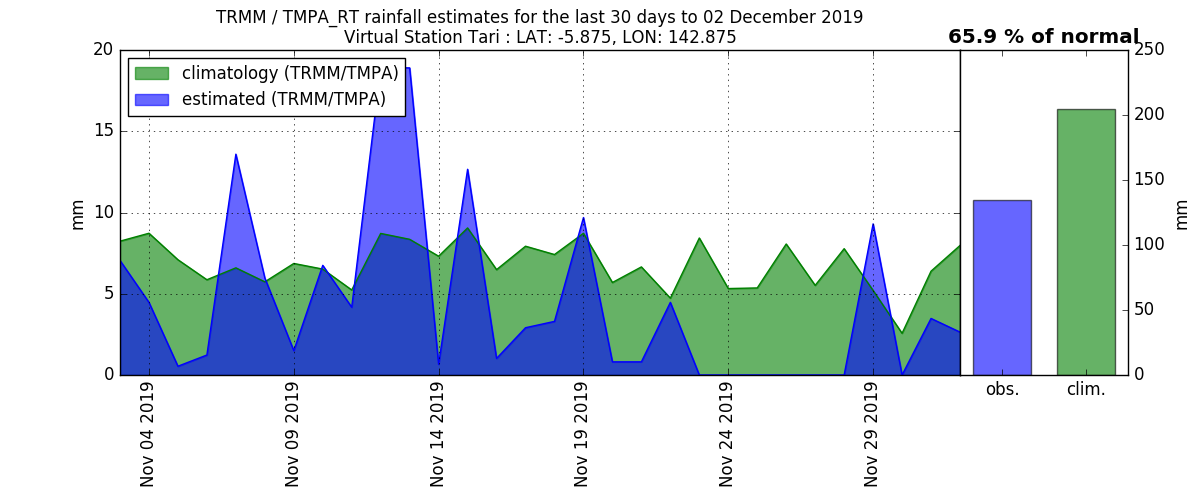 TRMM / TMPA_RT rainfall estimates for the last 30 days to 02 December 2019
Virtual Station Tari : LAT: -5.875, LON: 142.875
65.9 % of normal
climatology (TRMM/TMPA)
estimated (TRMM/TMPA)
20
15
10
5
0
mm
Nov 04 2019
Nov 09 2019
Nov 14 2019
Nov 19 2019
Nov 24 2019
Nov 29 2019
250
200
150
100
50
0
mm
obs.
clim.